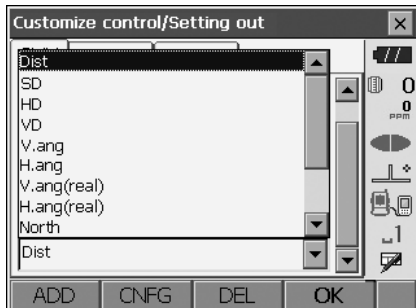 Customize control/Setting out
Dist
SD
HD
VD
V.ang
H.ang
V.ang(real)
H.ang(real)
North
Dist
0
0
ppm
1
ADD CNFG DEL OK